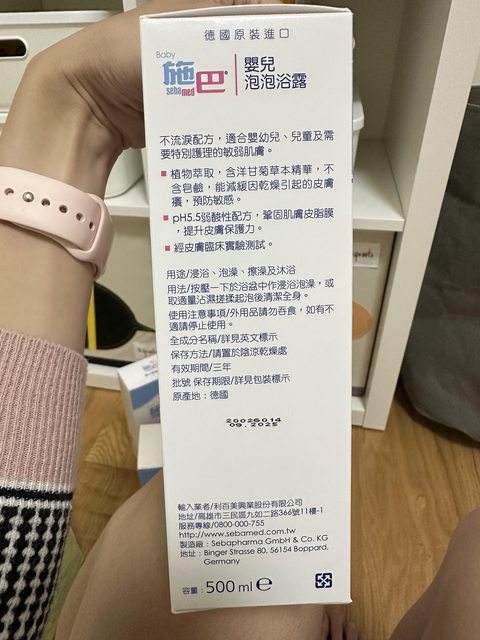 德國原裝進口
Baby
施巴
sebamed
嬰兒
泡泡浴露
不流淚配方，適合嬰幼兒、兒童及需
要特別護理的敏弱肌膚。
植物萃取，含洋甘菊草本精華，不
含皂鹼，能減緩因乾燥引起的皮膚
癢，預防敏感。
pH5.5弱酸性配方，鞏固肌膚皮脂膜
，提升皮膚保護力。
經皮膚臨床實驗測試。
用途/浸浴、泡澡、擦澡及沐浴
用法/按壓一下於浴盆中作浸浴泡澡，或
取適量沾濕搓揉起泡後清潔全身。
使用注意事項/外用品請勿吞食，如有不
適請停止使用。
全成分名稱/詳見英文標示
保存方法/請置於陰涼乾燥處
有效期間/三年
批號 保存期限/詳見包裝標示
原產地：德國
20026014
09.2025
輸入業者/利百美興業股份有限公司
地址/高雄市三民區九如二路366號11樓-1
服務專線/0800-000-755
http://www.sebamed.com.tw
製造廠：Sebapharma GmbH & Co. KG
地址：Binger Strasse 80, 56154 Boppard,
Germany
容量：500 ml e